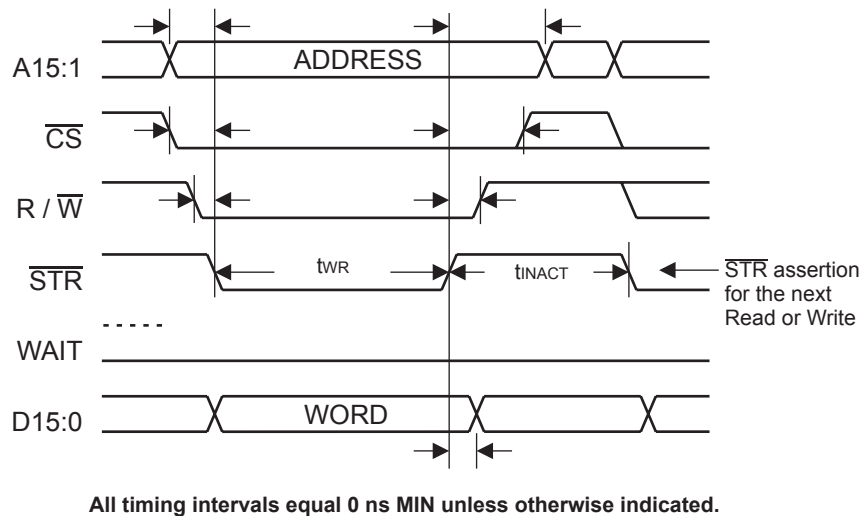 A15:1
ADDRESS
CS
R / W
STR
tWR
tINACT
STR assertion
for the next
Read or Write
WAIT
D15:0
WORD
All timing intervals equal 0 ns MIN unless otherwise indicated.